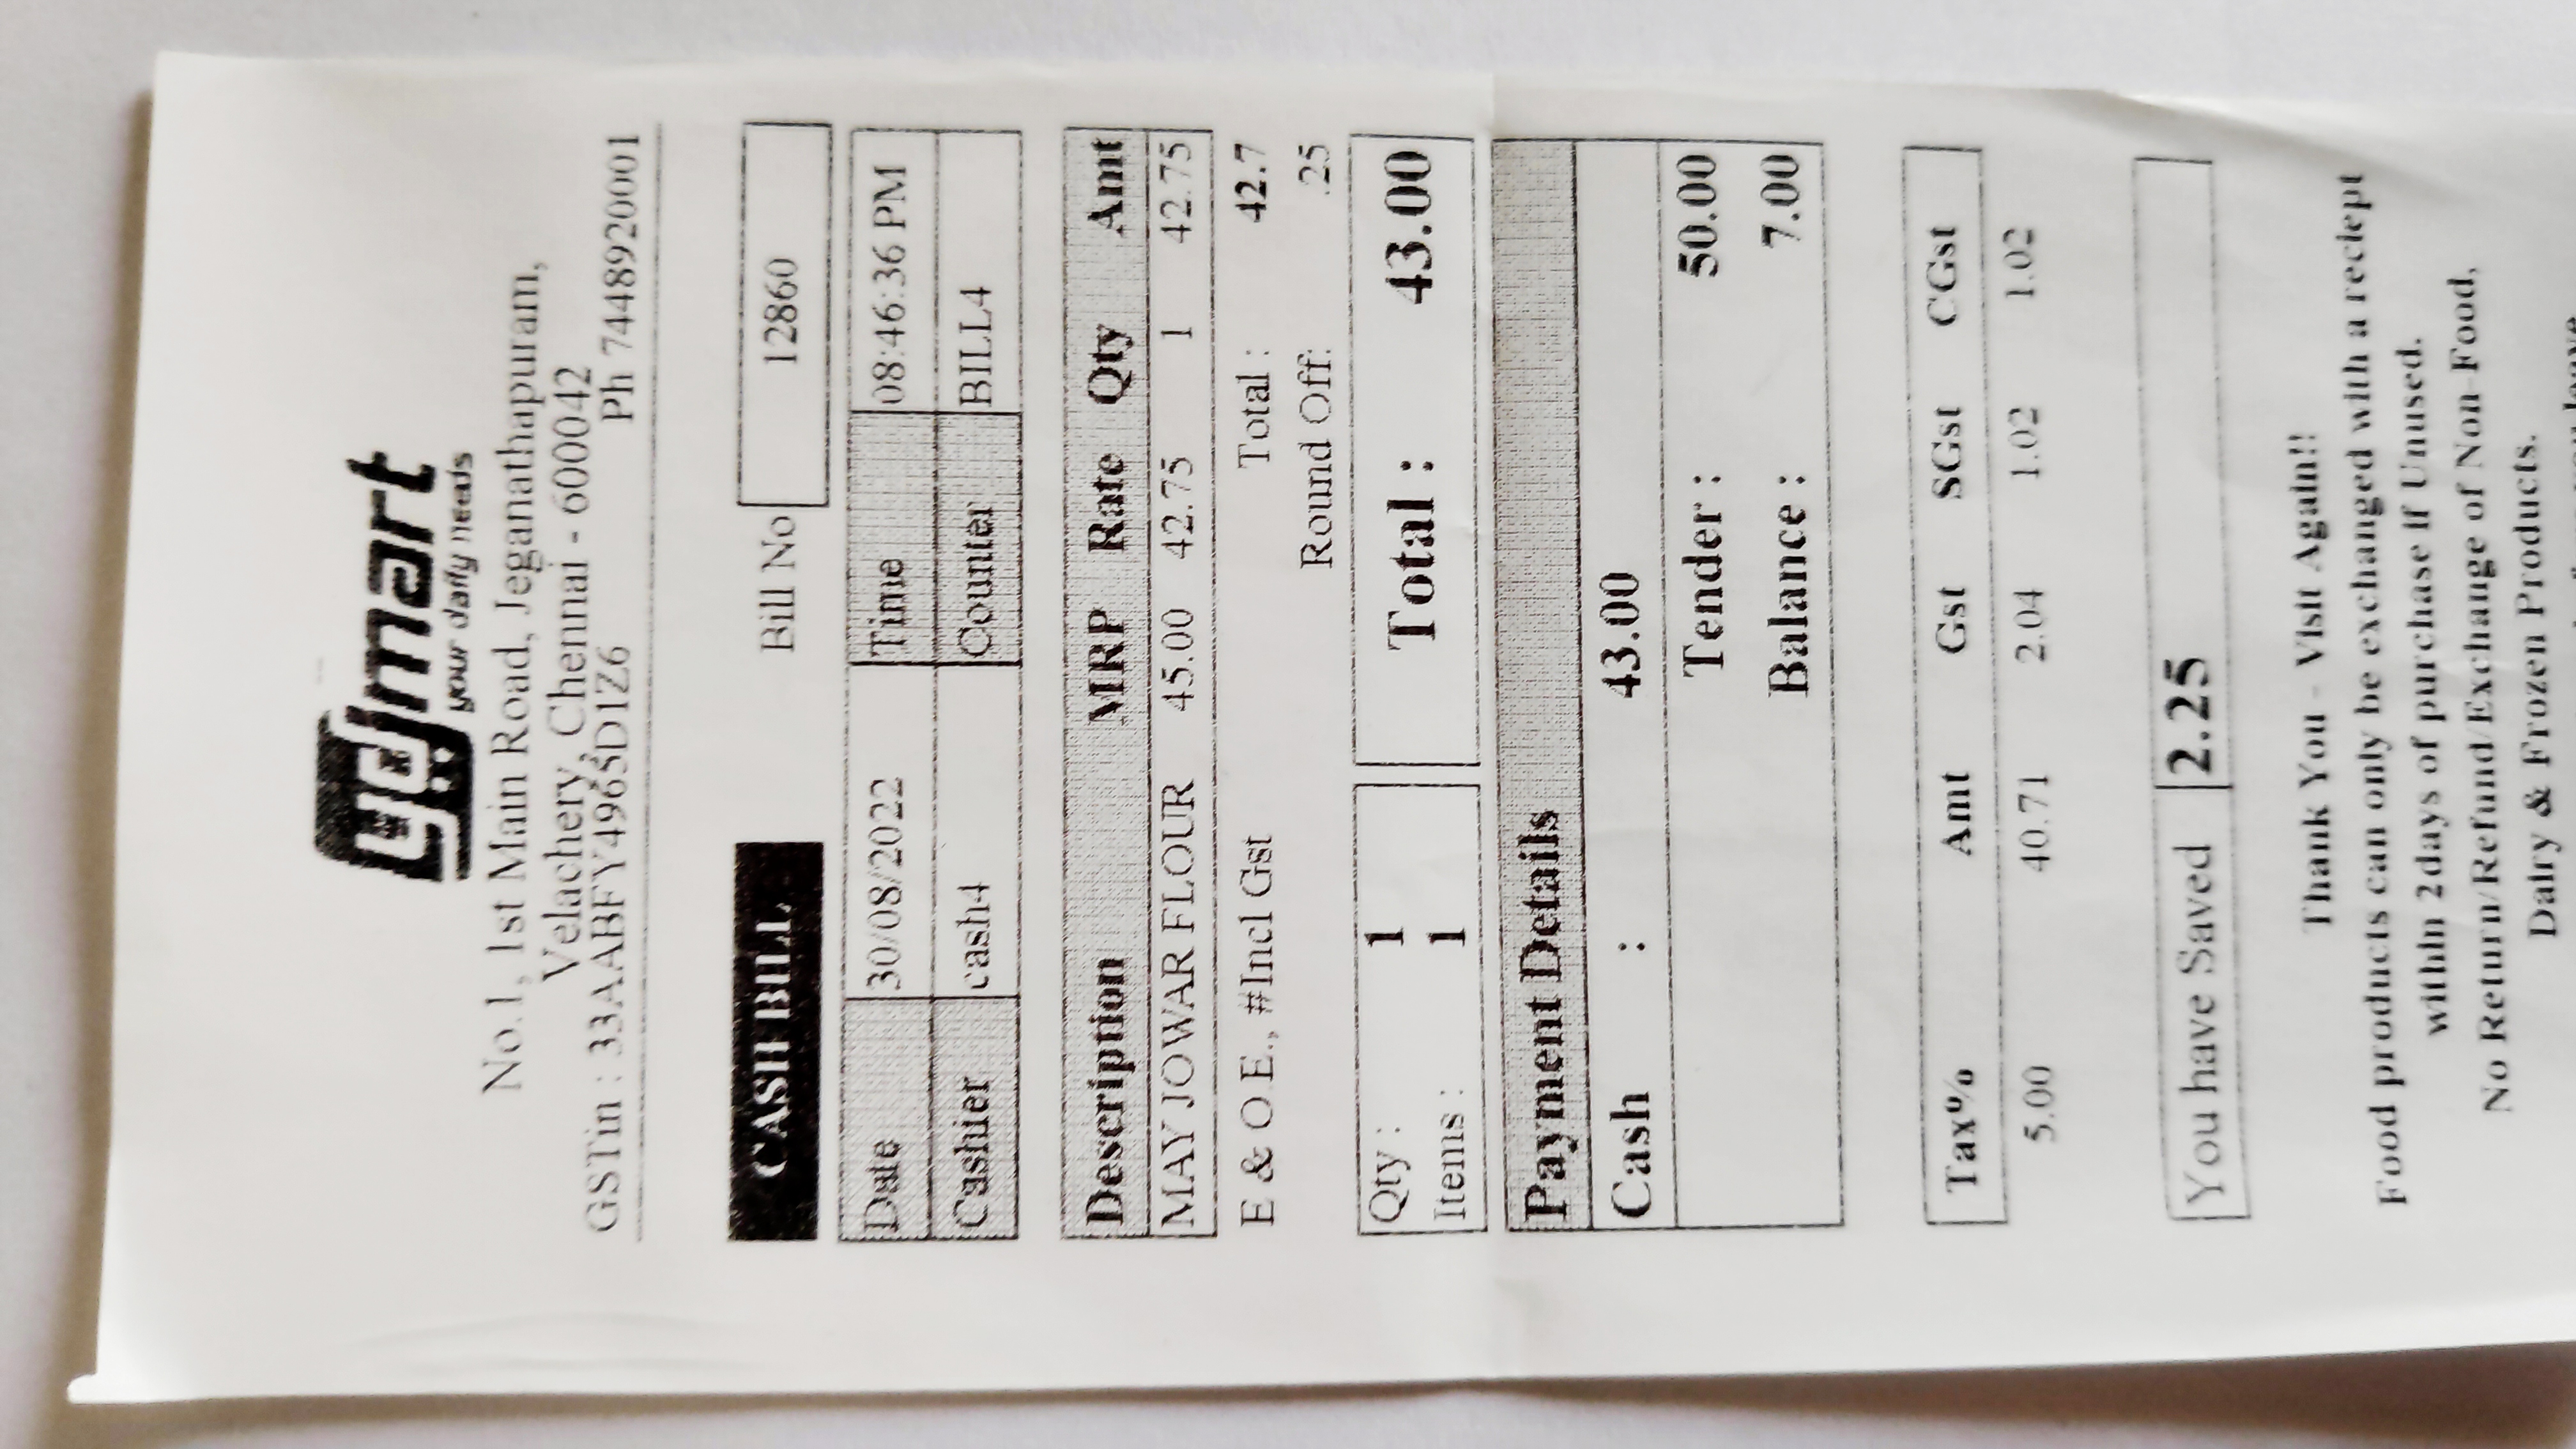 ydmart
your daily needs
No.1, 1st Main Road, Jeganathapuram,
Velachery, Chennai - 600042
GSTin : 33AABFY4965D1Z6 Ph 7448920001
CASH BILL Bill No 12860
Date 30/08/2022 Time 08:46:36 PM
Cashier cash4 Counter BILL4
Description MRP Rate Qty Amt
MAY JOWAR FLOUR 45.00 42.75 1 42.75
E & O.E., #Incl Gst Total : 42.7
Round Off: .25
Qty : 1
Items : 1
Total : 43.00
Payment Details
Cash : 43.00
Tender : 50.00
Balance : 7.00
Tax% Amt Gst SGst CGst
5.00 40.71 2.04 1.02 1.02
You have Saved 2.25
Thank You - Visit Again!!
Food products can only be exchanged with a reciept
within 2days of purchase if Unused.
No Return/Refund/Exchange of Non-Food,
Dairy & Frozen Products.
before you leave